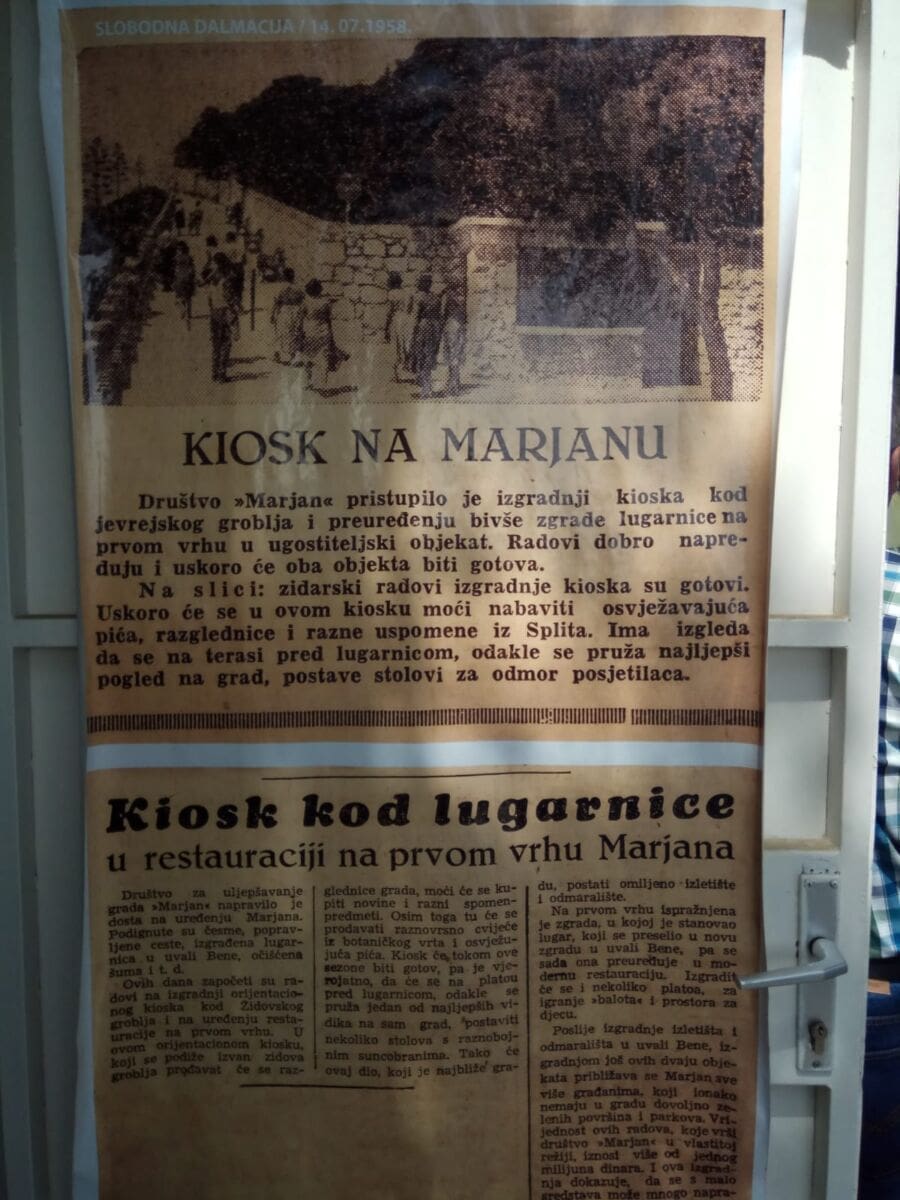 SLOBODNA DALMACIJA / 14. 07.1958.
KIOSK NA MARJANU
Društvo »Marjan« pristupilo je izgradnji kioska kod
jevrejskog groblja i preuređenju bivše zgrade lugarnice na
prvom vrhu u ugostiteljski objekat. Radovi dobro napre-
duju i uskoro će oba objekta biti gotova.
Na slici: zidarski radovi izgradnje kioska su gotovi.
Uskoro će se u ovom kiosku moći nabaviti osvježavajuća
pića, razglednice i razne uspomene iz Splita. Ima izgleda
da se na terasi pred lugarnicom, odakle se pruža najljepši
pogled na grad, postave stolovi za odmor posjetilaca.
Kiosk kod lugarnice
u restauraciji na prvom vrhu Marjana
Društvo za uljepšavanje
grada »Marjan« napravilo je
dosta na uređenju Marjana.
Podignute su česme, poprav-
ljene ceste, izgrađena lugar-
nica u uvali Bene, očišćena
šuma i t. d.
Ovih dana započeti su ra-
dovi na izgradnji orijentacio-
nog kioska kod Židovskog
groblja i na uređenju resta-
uracije na prvom vrhu. U
ovom orijentacionom kiosku,
koji se podiže izvan zidova
groblja prodavat će se raz-
glednice grada, moći će se ku-
piti novine i razni spomen-
predmeti. Osim toga tu će se
prodavati raznovrsno cvijeće
iz botaničkog vrta i osvježu-
juća pića. Kiosk će tokom ove
sezone biti gotov, pa je vje-
rojatno, da će se na platou
pred lugarnicom, odakle se
pruža jedan od najljepših vi-
dika na sam grad, postaviti
nekoliko stolova s raznoboj-
nim suncobranima. Tako će
ovaj dio, koji je najbliže gra-
du, postati omiljeno izletište
i odmaralište.
Na prvom vrhu ispražnjena
je zgrada, u kojoj je stanovao
lugar, koji se preselio u novu
zgradu u uvali Bene, pa se
sada ona preuređuje u mo-
dernu restauraciju. Izgradit
će se i nekoliko platoa, za
igranje »balota« i prostora za
djecu.
Poslije izgradnje izletišta i
odmarališta u uvali Bene, iz-
gradnjom još ovih dvaju obje-
kata približava se Marjan sve
više građanima, koji ionako
nemaju u gradu dovoljno ze-
lenih površina i parkova. Vri-
jednost ovih radova, koje vrši
društvo »Marjan« u vlastitoj
režiji, iznosi više od jednog
milijuna dinara. I ova izgrad-
nja dokazuje, da se s malo
sredstava može mnogo napra-